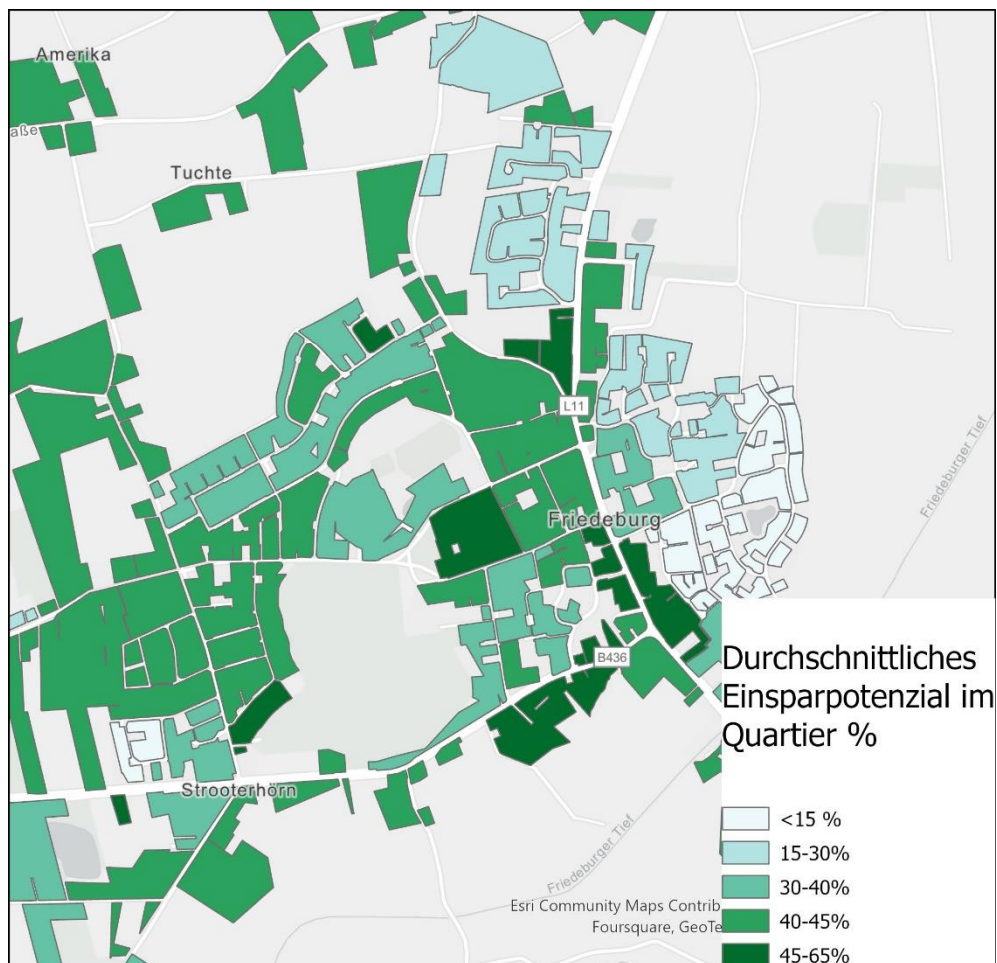 Amerika
aße
Tuchte
L11
Friedeburger Tief
Friedeburg
B436
Strooterhörn
Friedeburger Tief
Durchschnittliches
Einsparpotenzial im
Quartier %
<15 %
15-30%
30-40%
40-45%
45-65%
Esri Community Maps Contrib
Foursquare, GeoTe